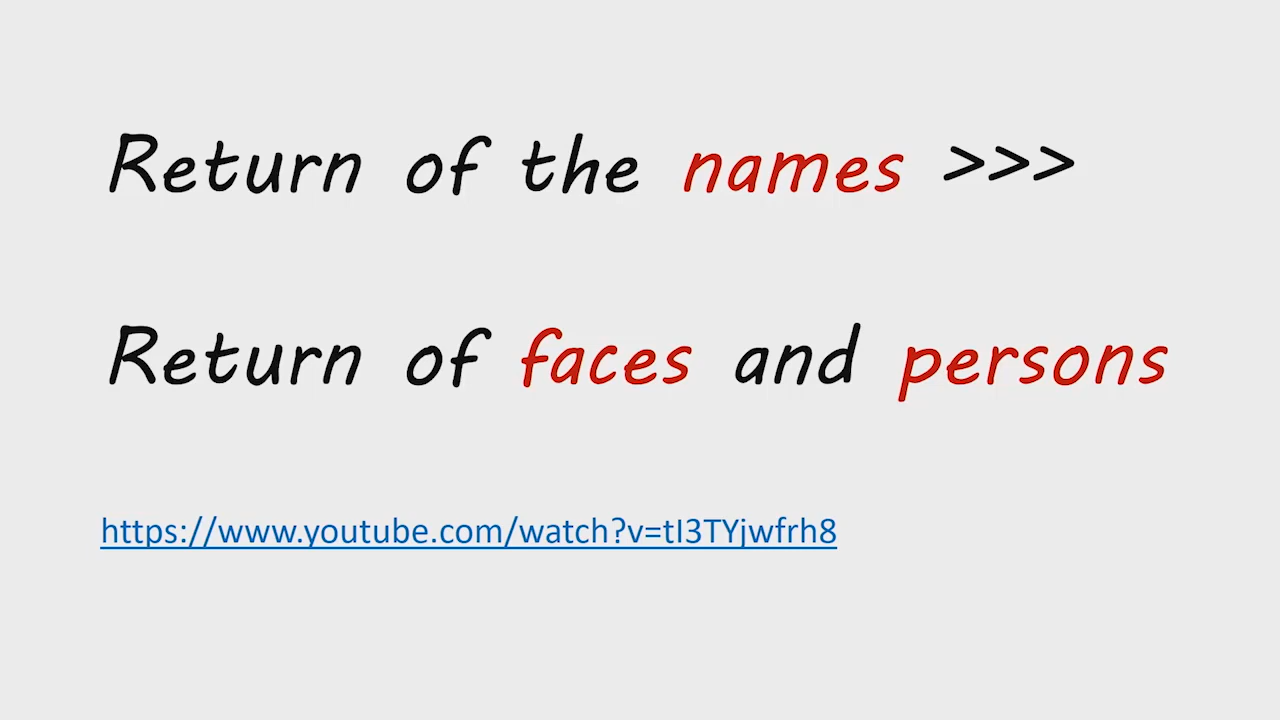 Return of the names >>>
Return of faces and persons
https://www.youtube.com/watch?v=tI3TYjwfrh8